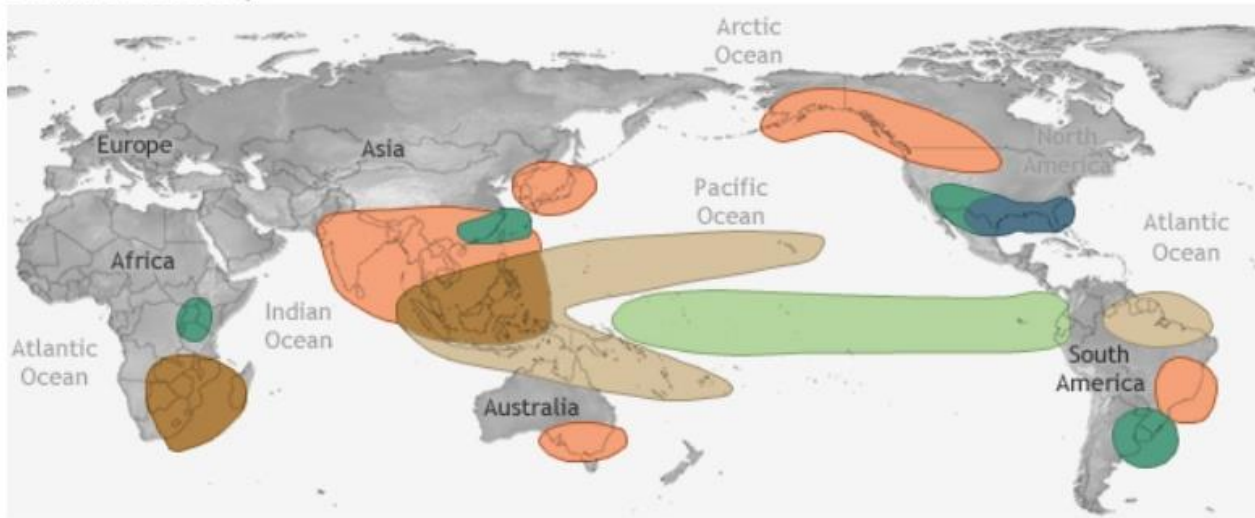 Arctic
Ocean
Europe
Asia
North
America
Pacific
Ocean
Atlantic
Ocean
Africa
Indian
Ocean
Atlantic
Ocean
South
America
Australia